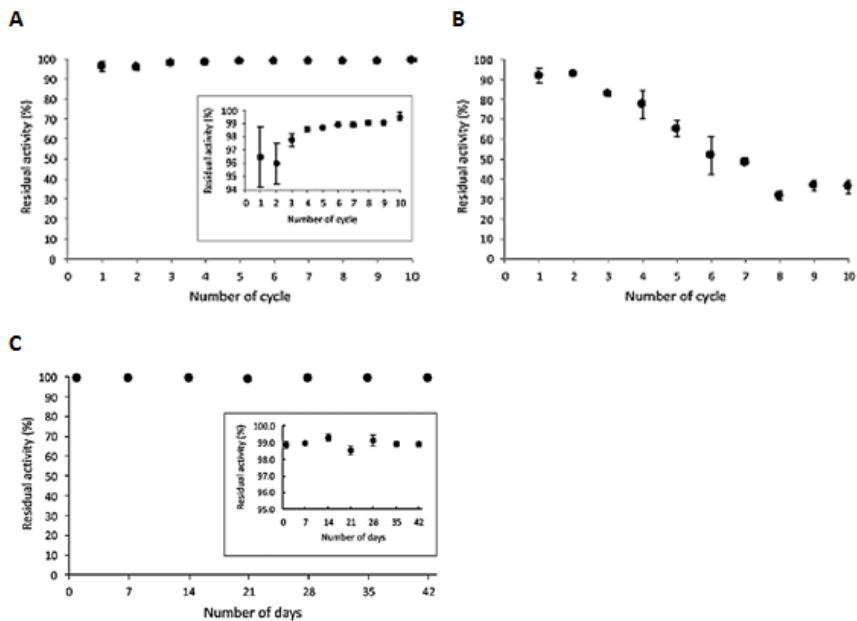 A
Residual activity (%)
100
90
80
70
60
50
40
30
20
10
0
0 1 2 3 4 5 6 7 8 9 10
Number of cycle
Residual activity (%)
100
99
98
97
96
95
94
0 1 2 3 4 5 6 7 8 9 10
Number of cycle
B
Residual activity (%)
100
90
80
70
60
50
40
30
20
10
0
0 1 2 3 4 5 6 7 8 9 10
Number of cycle
C
Residual activity (%)
100
90
80
70
60
50
40
30
20
10
0
0 7 14 21 28 35 42
Number of days
Residual activity (%)
100.0
99.0
98.0
97.0
96.0
95.0
0 7 14 21 28 35 42
Number of days